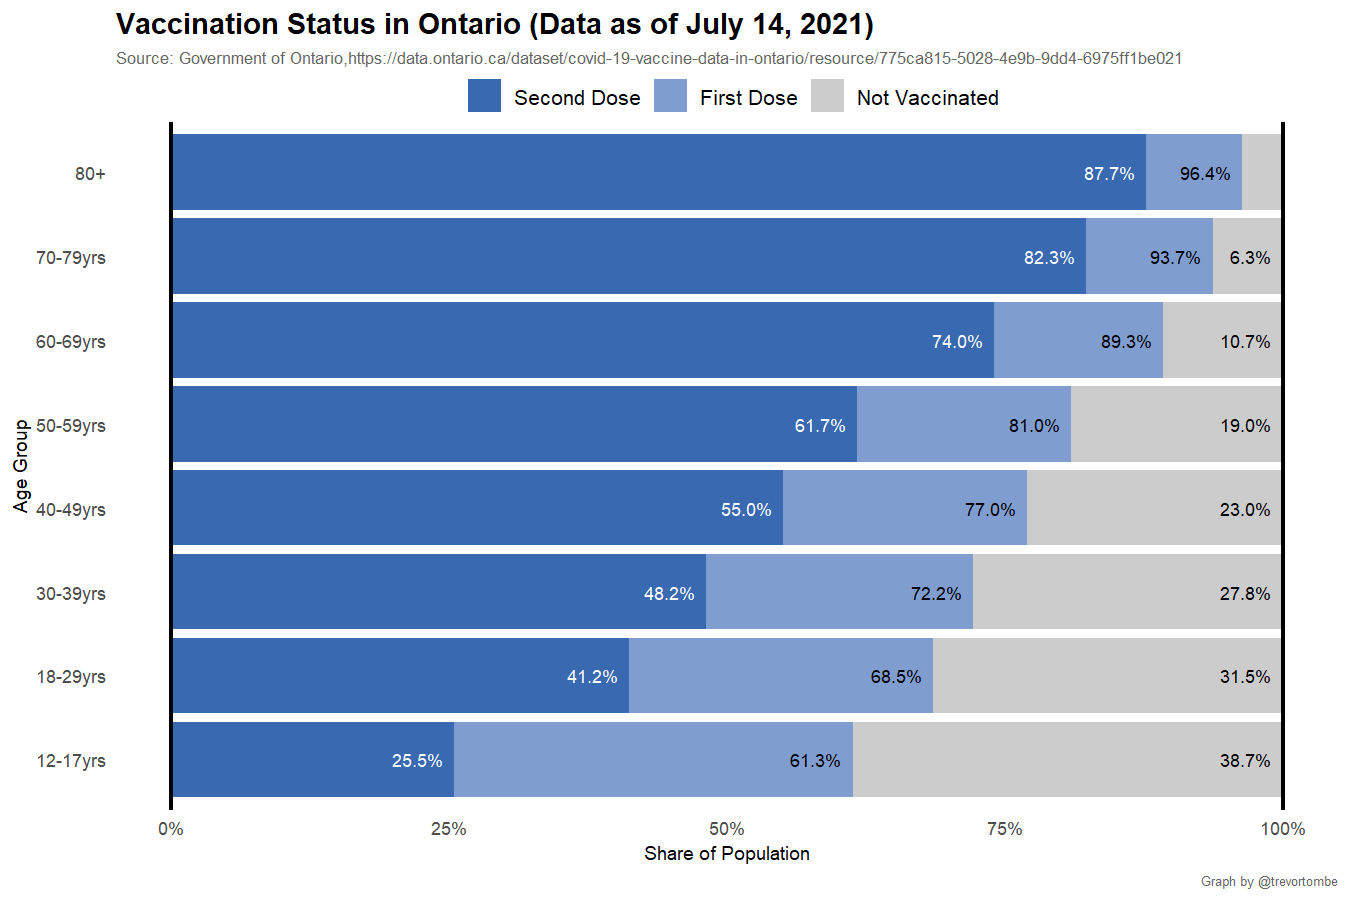 Vaccination Status in Ontario (Data as of July 14, 2021)
Source: Government of Ontario,https://data.ontario.ca/dataset/covid-19-vaccine-data-in-ontario/resource/775ca815-5028-4e9b-9dd4-6975ff1be021
Second Dose First Dose Not Vaccinated
80+ 87.7% 96.4%
70-79yrs 82.3% 93.7% 6.3%
60-69yrs 74.0% 89.3% 10.7%
50-59yrs 61.7% 81.0% 19.0%
Age Group
40-49yrs 55.0% 77.0% 23.0%
30-39yrs 48.2% 72.2% 27.8%
18-29yrs 41.2% 68.5% 31.5%
12-17yrs 25.5% 61.3% 38.7%
0% 25% 50% 75% 100%
Share of Population
Graph by @trevortombe